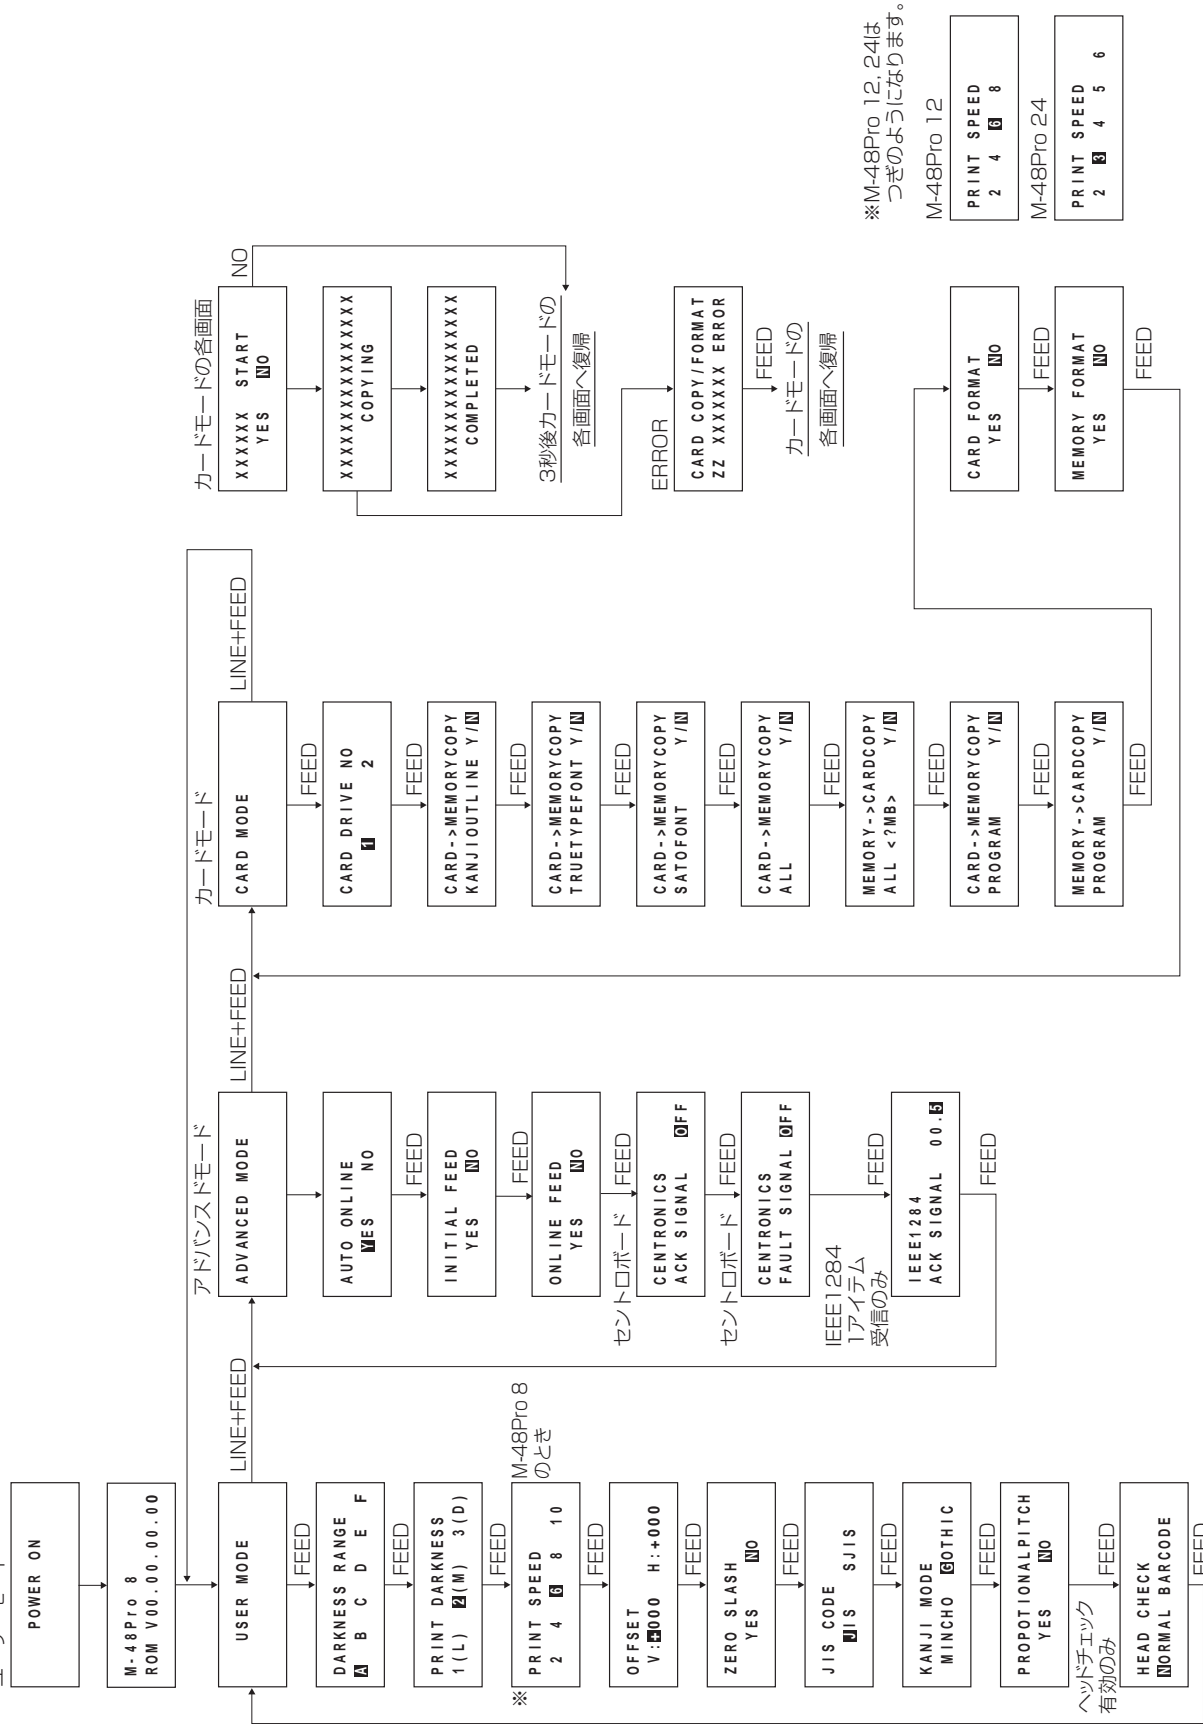 POWER ON
M-48Pro 8
ROM V00.00.00.00
USER MODE
LINE+FEED
FEED
DARKNESS RANGE
A B C D E F
FEED
PRINT DARKNESS
1(L) 2(M) 3(D)
FEED
※
M-48Pro 8
のとき
PRINT SPEED
2 4 6 8 10
FEED
OFFSET
V:+000 H:+000
FEED
ZERO SLASH
YES NO
FEED
JIS CODE
JIS SJIS
FEED
KANJI MODE
MINCHO GOTHIC
FEED
PROPOTIONALPITCH
YES NO
ヘッドチェック
有効のみ
FEED
HEAD CHECK
NORMAL BARCODE
FEED
アドバンスドモード
ADVANCED MODE
LINE+FEED
AUTO ONLINE
YES NO
FEED
INITIAL FEED
YES NO
FEED
ONLINE FEED
YES NO
セントロボード
FEED
CENTRONICS
ACK SIGNAL OFF
セントロボード
FEED
CENTRONICS
FAULT SIGNAL OFF
IEEE1284
1アイテム
受信のみ
FEED
IEEE1284
ACK SIGNAL 00.5
FEED
カードモード
CARD MODE
LINE+FEED
FEED
CARD DRIVE NO
1 2
FEED
CARD->MEMORYCOPY
KANJIOUTLINE Y/N
FEED
CARD->MEMORYCOPY
TRUETYPEFONT Y/N
FEED
CARD->MEMORYCOPY
SATOFONT Y/N
FEED
CARD->MEMORYCOPY
ALL Y/N
FEED
MEMORY->CARDCOPY
ALL <?MB> Y/N
FEED
CARD->MEMORYCOPY
PROGRAM Y/N
FEED
MEMORY->CARDCOPY
PROGRAM Y/N
FEED
カードモードの各画面
XXXXXX START
YES NO
NO
XXXXXXXXXXXXXXXX
COPYING
XXXXXXXXXXXXXXXX
COMPLETED
3秒後カードモードの
各画面へ復帰
ERROR
CARD COPY/FORMAT
ZZ XXXXXX ERROR
FEED
カードモードの
各画面へ復帰
CARD FORMAT
YES NO
FEED
MEMORY FORMAT
YES NO
FEED
※M-48Pro 12, 24は
つぎのようになります。
M-48Pro 12
PRINT SPEED
2 4 6 8
M-48Pro 24
PRINT SPEED
2 3 4 5 6